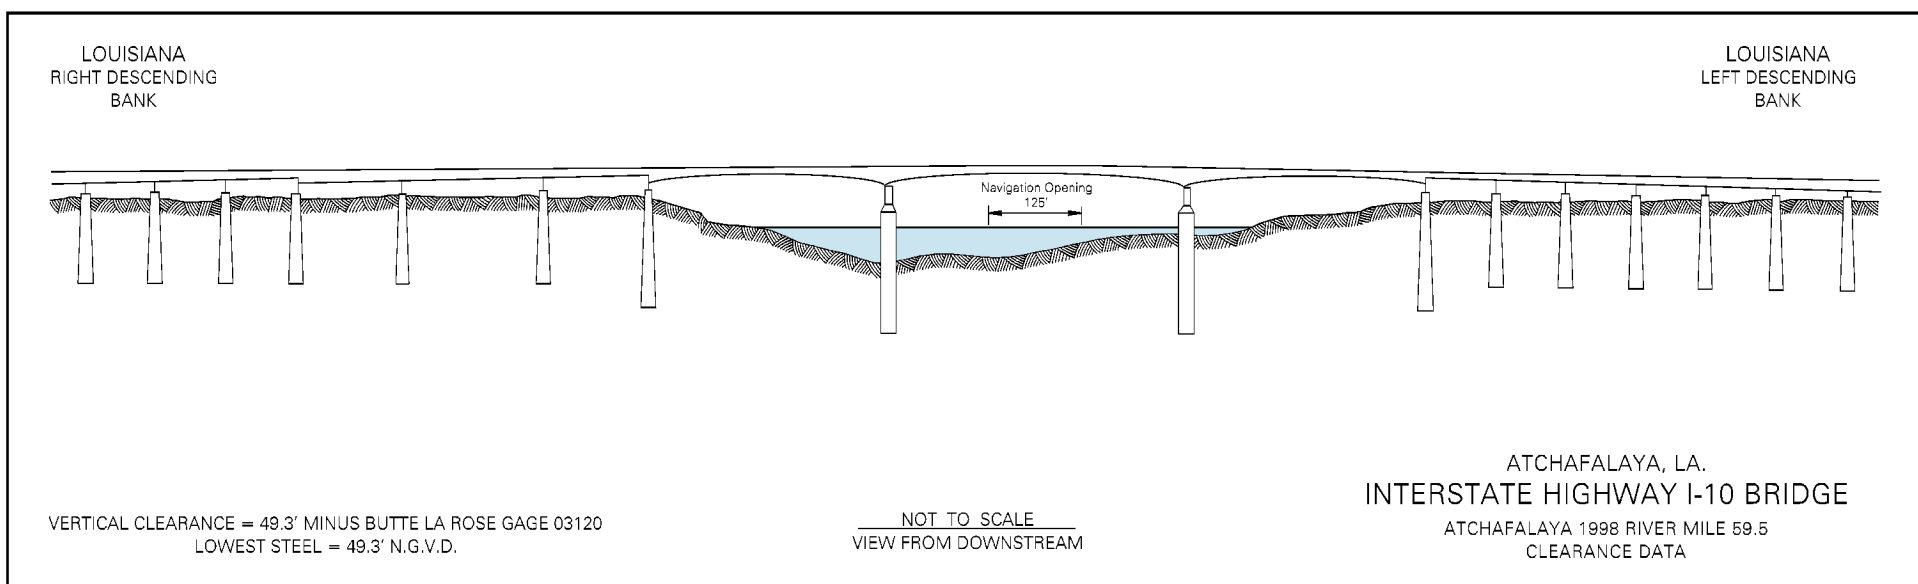 LOUISIANA
RIGHT DESCENDING
BANK
LOUISIANA
LEFT DESCENDING
BANK
Navigation Opening
125'
VERTICAL CLEARANCE = 49.3' MINUS BUTTE LA ROSE GAGE 03120
LOWEST STEEL = 49.3' N.G.V.D.
NOT TO SCALE
VIEW FROM DOWNSTREAM
ATCHAFALAYA, LA.
INTERSTATE HIGHWAY I-10 BRIDGE
ATCHAFALAYA 1998 RIVER MILE 59.5
CLEARANCE DATA